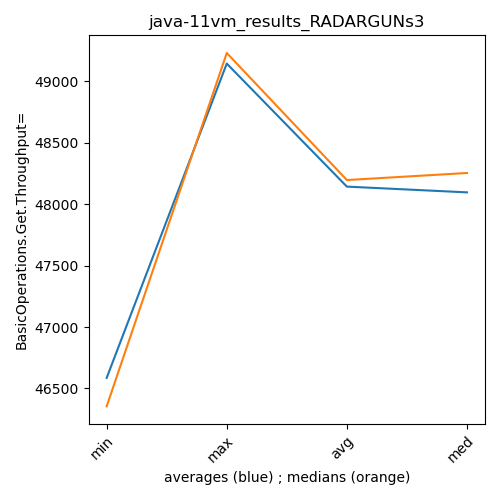 java-11vm_results_RADARGUNs3
BasicOperations.Get.Throughput=
49000
48500
48000
47500
47000
46500
min
max
avg
med
averages (blue) ; medians (orange)